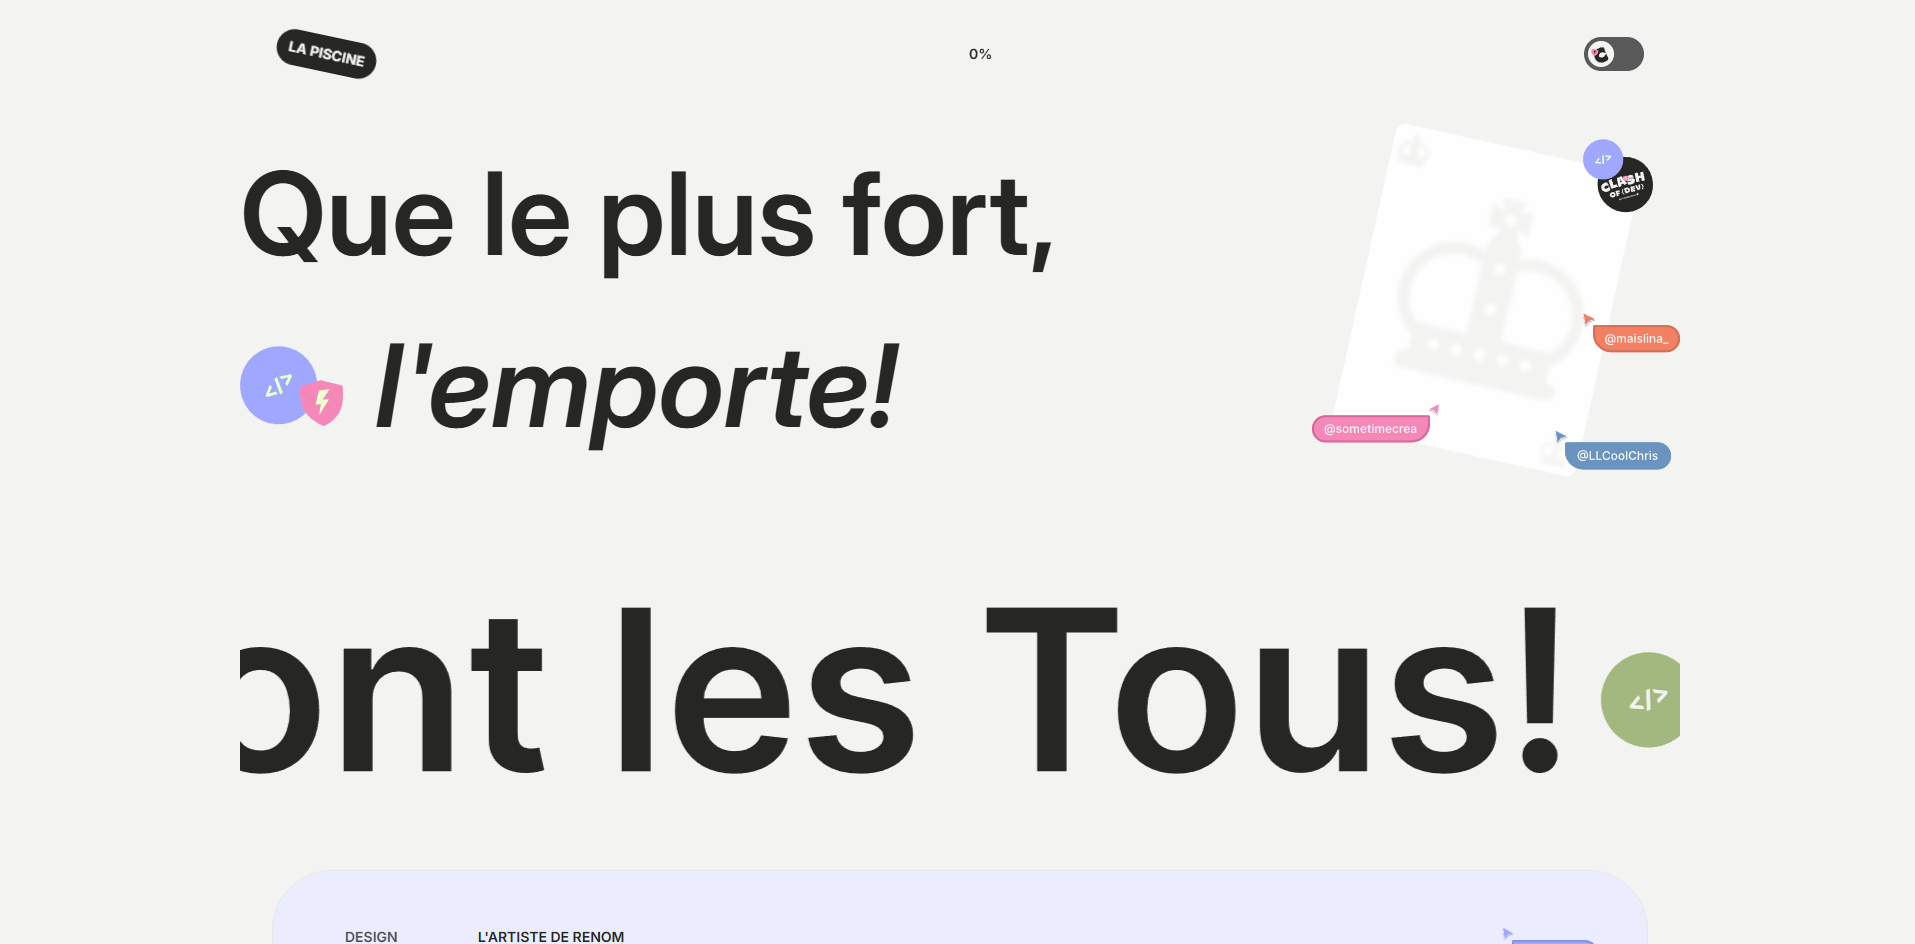 LA PISCINE
0%
Que le plus fort,
l'emporte!
</>
CLASH
OF {DEV}
@maislina_
@sometimecrea
@LLCoolChris
ont les Tous!
</>
DESIGN
L'ARTISTE DE RENOM